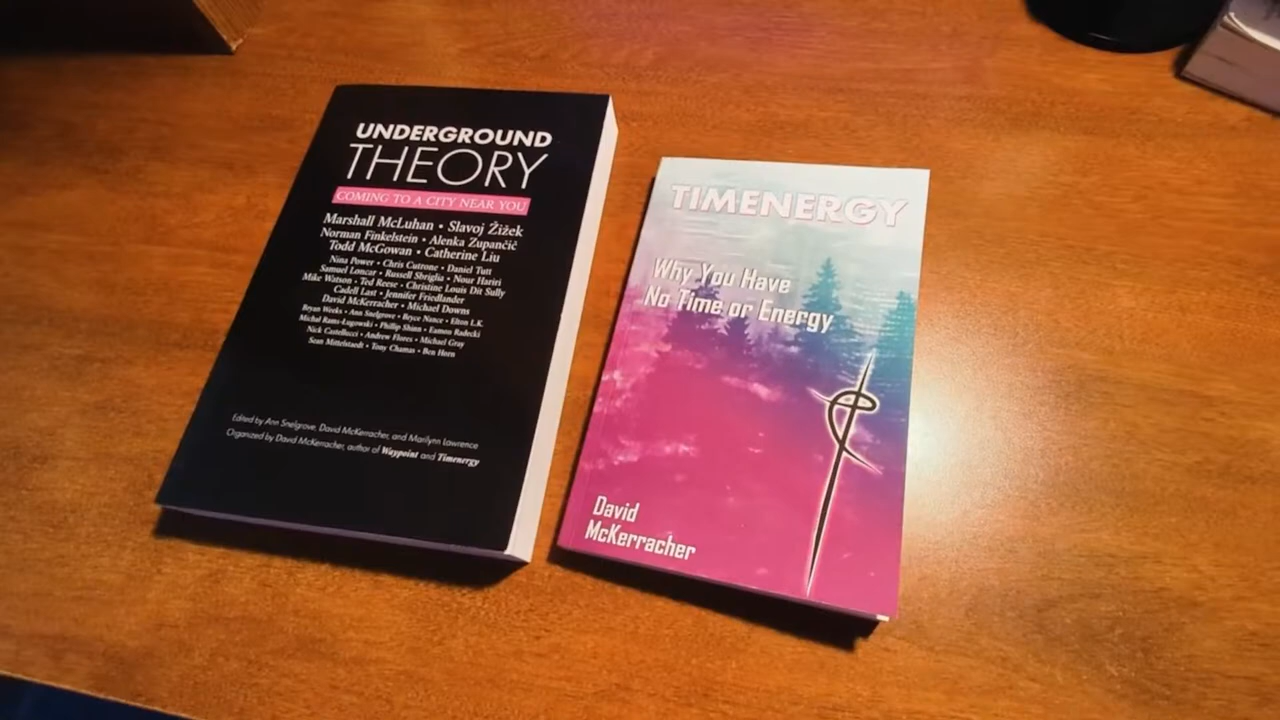 UNDERGROUND
THEORY
COMING TO A CITY NEAR YOU
Marshall McLuhan • Slavoj Žižek
Norman Finkelstein • Alenka Zupančič
Todd McGowan • Catherine Liu
Nina Power • Chris Cutrone • Daniel Tutt
Samuel Loncar • Russell Sbriglia • Nour Hariri
Mike Watson • Ted Reese • Christine Louis Dit Sully
Cadell Last • Jennifer Friedlander
David McKerracher • Michael Downs
Bryan Weeks • Ann Snelgrove • Bryce Nance • Elton L.K.
Michał Rams-Ługowski • Phillip Shinn • Eamon Radecki
Nick Castellucci • Andrew Flores • Michael Gray
Sean Mittelstaedt • Tony Chamas • Ben Horn
Edited by Ann Snelgrove, David McKerracher, and Marilynn Lawrence
Organized by David McKerracher, author of Waypoint and Timenergy
TIMENERGY
Why You Have
No Time or Energy
David
McKerracher